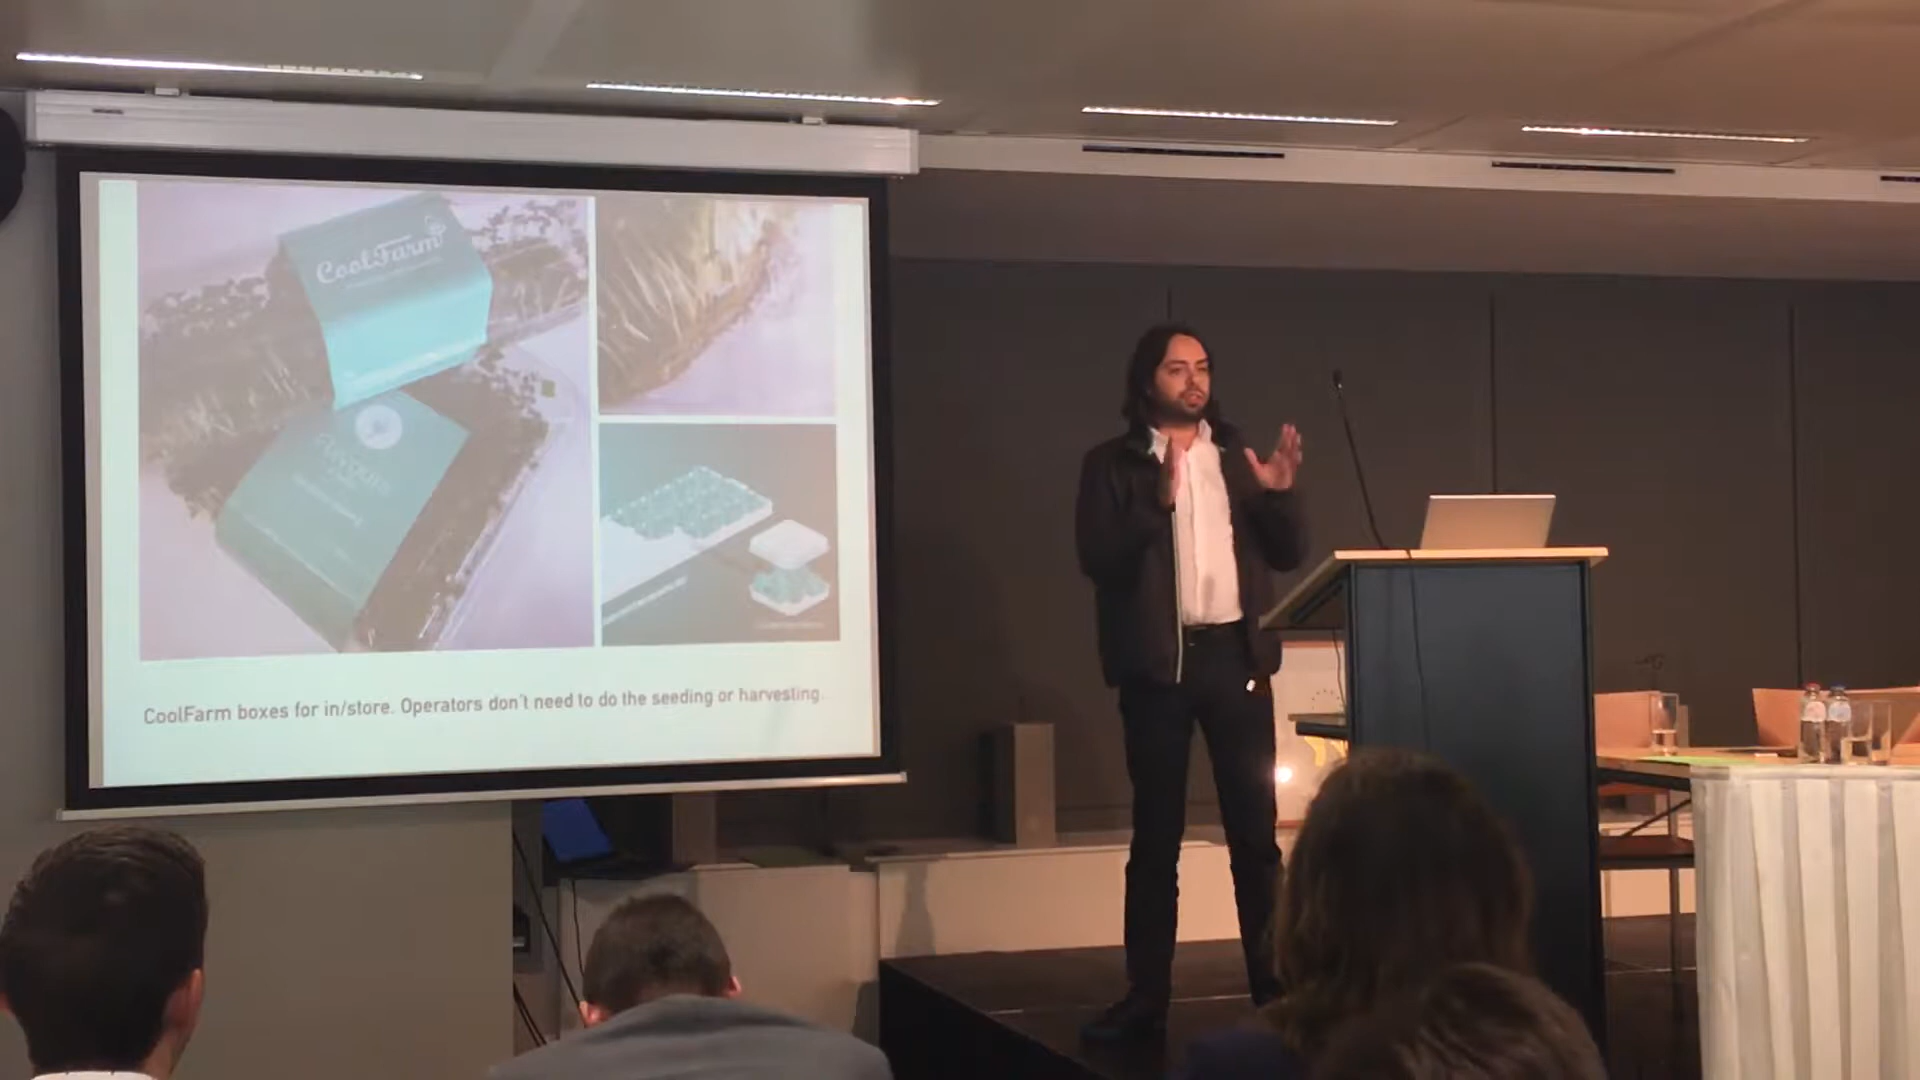 CoolFarm
CoolFarm boxes for in/store. Operators don't need to do the seeding or harvesting.